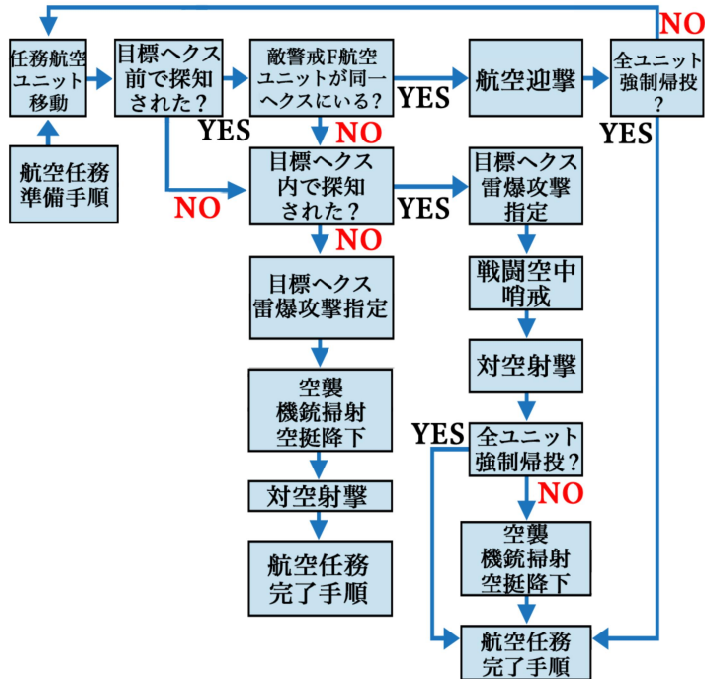 NO
任務航空
ユニット
移動
目標ヘクス
前で探知
された？
敵警戒F航空
ユニットが同一
ヘクスにいる？
YES
航空迎撃
全ユニット
強制帰投
？
YES
YES
NO
航空任務
準備手順
NO
目標ヘクス
内で探知
された？
YES
目標ヘクス
雷爆攻撃
指定
NO
目標ヘクス
雷爆攻撃指定
戦闘空中
哨戒
対空射撃
空襲
機銃掃射
空挺降下
YES
全ユニット
強制帰投？
NO
対空射撃
空襲
機銃掃射
空挺降下
航空任務
完了手順
航空任務
完了手順